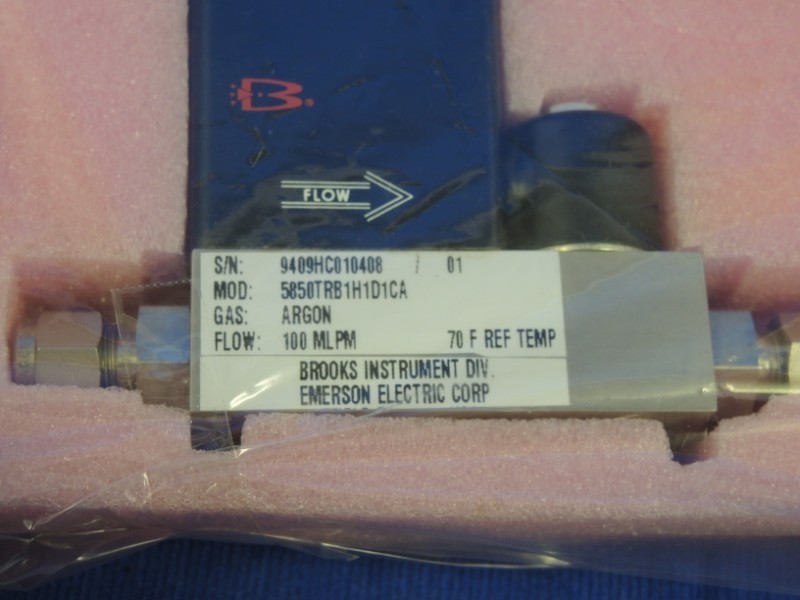 B
FLOW
S/N: 9409HC010408 / 01
MOD: 5850TRB1H1D1CA
GAS: ARGON
FLOW: 100 MLPM 70 F REF TEMP
BROOKS INSTRUMENT DIV.
EMERSON ELECTRIC CORP